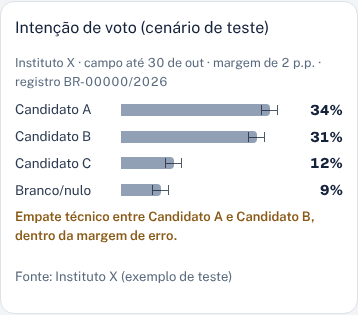 Intenção de voto (cenário de teste)
Instituto X · campo até 30 de out · margem de 2 p.p. ·
registro BR-00000/2026
Candidato A 34%
Candidato B 31%
Candidato C 12%
Branco/nulo 9%
Empate técnico entre Candidato A e Candidato B,
dentro da margem de erro.
Fonte: Instituto X (exemplo de teste)